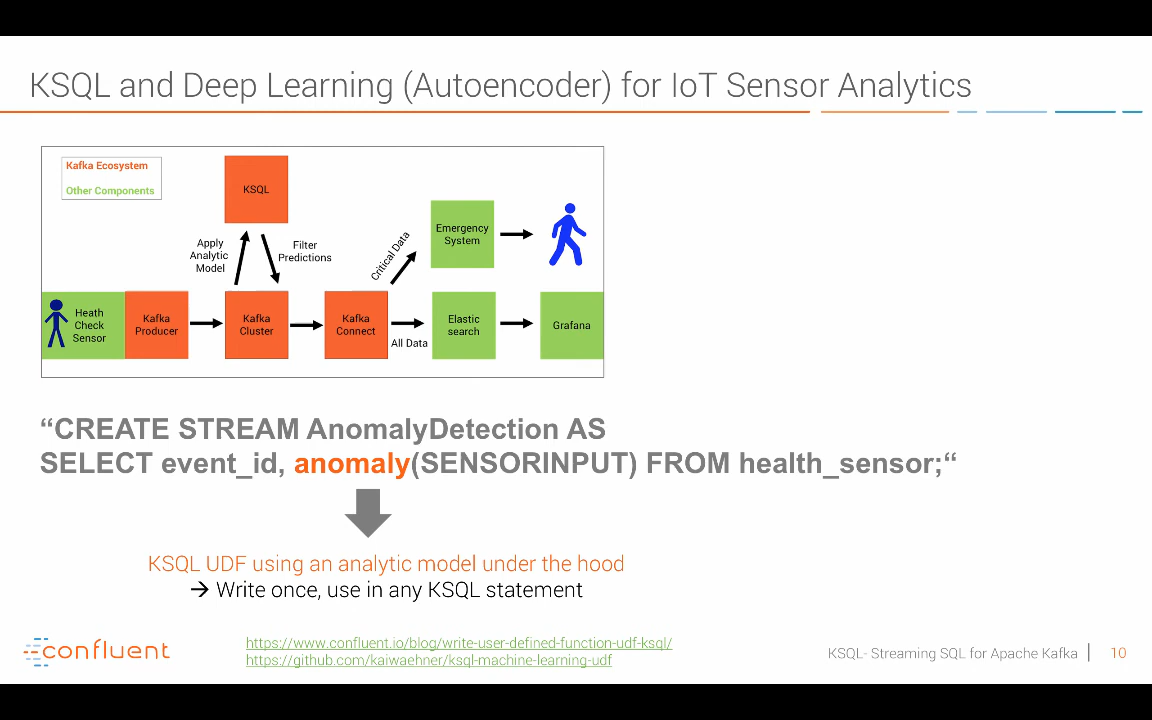 KSQL and Deep Learning (Autoencoder) for IoT Sensor Analytics
Kafka Ecosystem
Other Components
KSQL
Apply
Analytic
Model
Filter
Predictions
Critical Data
Emergency
System
Heath
Check
Sensor
Kafka
Producer
Kafka
Cluster
Kafka
Connect
All Data
Elastic
search
Grafana
“CREATE STREAM AnomalyDetection AS
SELECT event_id, anomaly(SENSORINPUT) FROM health_sensor;“
KSQL UDF using an analytic model under the hood
→ Write once, use in any KSQL statement
confluent
https://www.confluent.io/blog/write-user-defined-function-udf-ksql/
https://github.com/kaiwaehner/ksql-machine-learning-udf
KSQL- Streaming SQL for Apache Kafka | 10